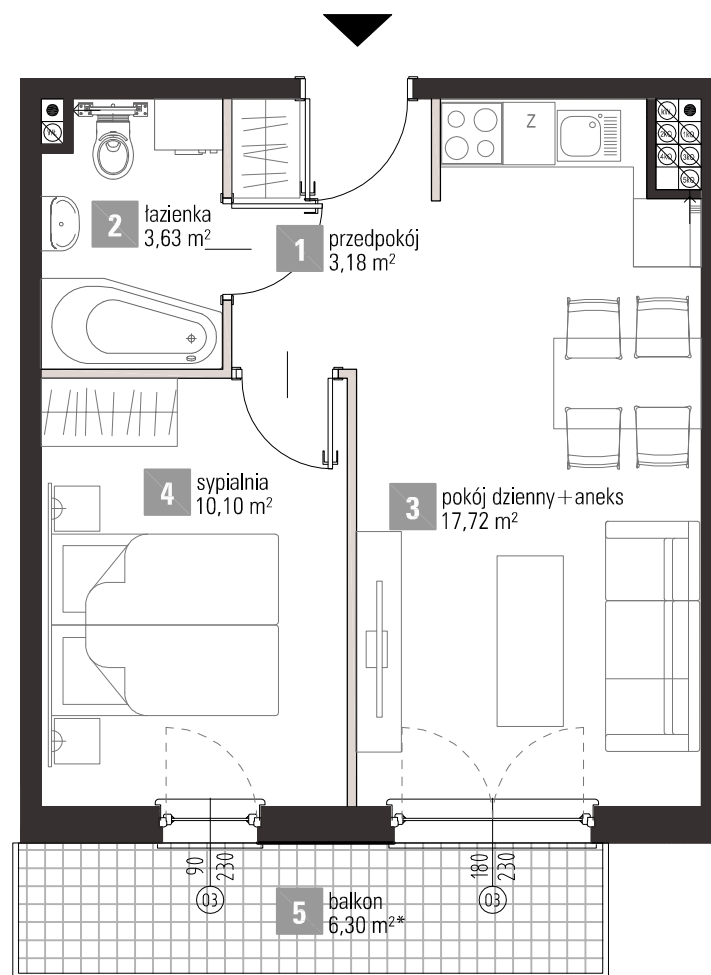 Z
2 łazienka
3,63 m²
1 przedpokój
3,18 m²
4 sypialnia
10,10 m²
3 pokój dzienny+aneks
17,72 m²
90
230
03
180
230
03
5 balkon
6,30 m²*